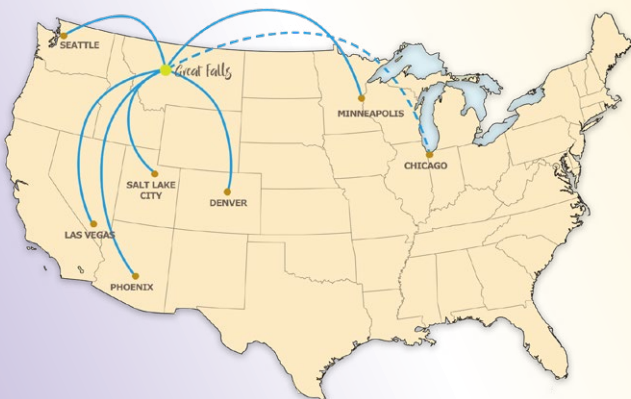 SEATTLE
Great Falls
MINNEAPOLIS
CHICAGO
SALT LAKE
CITY
DENVER
LAS VEGAS
PHOENIX